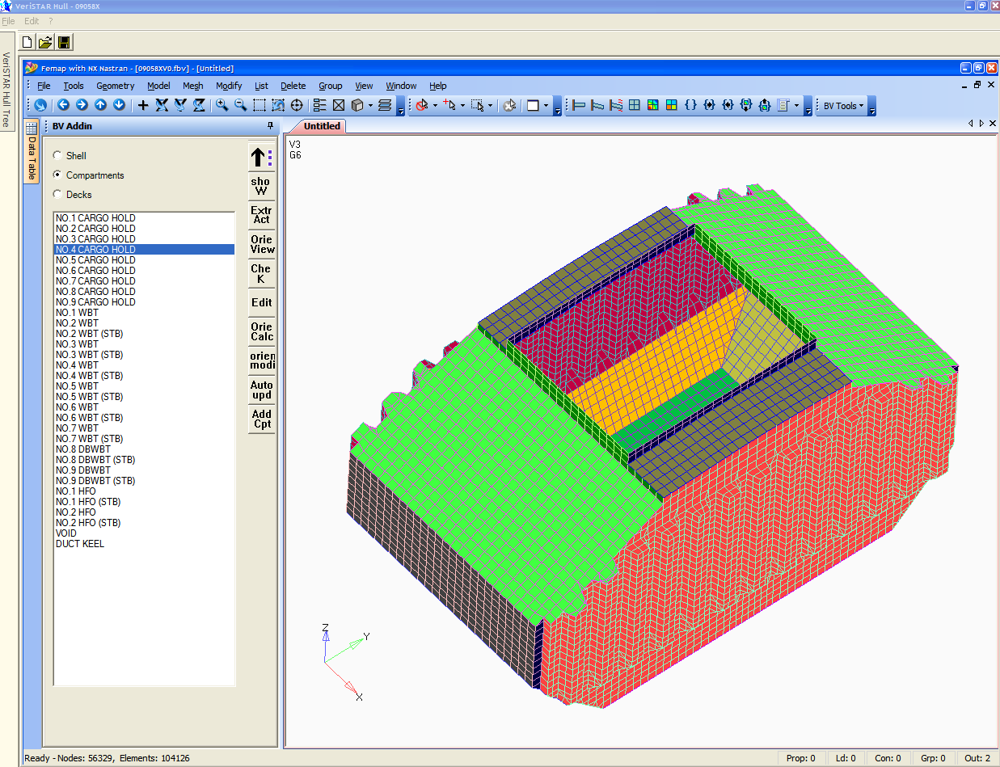 VeriSTAR Hull - 09058X
File Edit ?
VeriSTAR Hull Tree
Femap with NX Nastran - [09058XV0.fbv] - [Untitled]
File Tools Geometry Model Mesh Modify List Delete Group View Window Help
BV Tools
Data Table
BV Addin
Untitled
Shell
Compartments
Decks
NO.1 CARGO HOLD
NO.2 CARGO HOLD
NO.3 CARGO HOLD
NO.4 CARGO HOLD
NO.5 CARGO HOLD
NO.6 CARGO HOLD
NO.7 CARGO HOLD
NO.8 CARGO HOLD
NO.9 CARGO HOLD
NO.1 WBT
NO.2 WBT
NO.2 WBT (STB)
NO.3 WBT
NO.3 WBT (STB)
NO.4 WBT
NO.4 WBT (STB)
NO.5 WBT
NO.5 WBT (STB)
NO.6 WBT
NO.6 WBT (STB)
NO.7 WBT
NO.7 WBT (STB)
NO.8 DBWBT
NO.8 DBWBT (STB)
NO.9 DBWBT
NO.9 DBWBT (STB)
NO.1 HFO
NO.1 HFO (STB)
NO.2 HFO
NO.2 HFO (STB)
VOID
DUCT KEEL
sho
W
Extr
Act
Orie
View
Che
K
Edit
Orie
Calc
orien
modi
Auto
upd
Add
Cpt
V3
G6
Z
Y
X
Ready - Nodes: 56329, Elements: 104126
Prop: 0 Ld: 0 Con: 0 Grp: 0 Out: 2